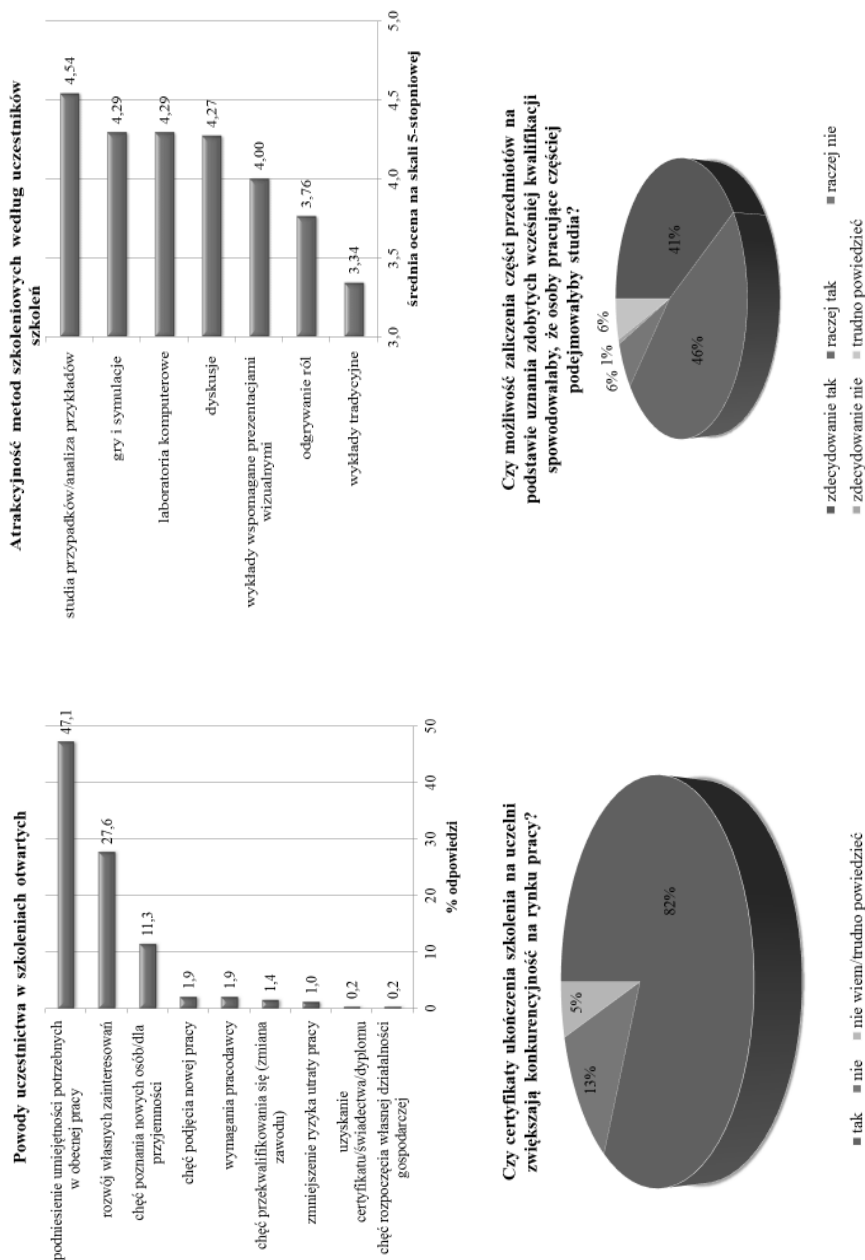 Powody uczestnictwa w szkoleniach otwartych
podniesienie umiejętności potrzebnych
w obecnej pracy
47,1
rozwój własnych zainteresowań
27,6
chęć poznania nowych osób/dla
przyjemności
11,3
chęć podjęcia nowej pracy
1,9
wymagania pracodawcy
1,9
chęć przekwalifikowania się (zmiana
zawodu)
1,4
zmniejszenie ryzyka utraty pracy
1,0
uzyskanie
certyfikatu/świadectwa/dyplomu
0,2
chęć rozpoczęcia własnej działalności
gospodarczej
0,2
0 10 20 30 40 50
% odpowiedzi
Atrakcyjność metod szkoleniowych według uczestników
szkoleń
studia przypadków/analiza przykładów
4,54
gry i symulacje
4,29
laboratoria komputerowe
4,29
dyskusje
4,27
wykłady wspomagane prezentacjami
wizualnymi
4,00
odgrywanie ról
3,76
wykłady tradycyjne
3,34
3,0 3,5 4,0 4,5 5,0
średnia ocena na skali 5-stopniowej
Czy certyfikaty ukończenia szkolenia na uczelni
zwiększają konkurencyjność na rynku pracy?
5%
13%
82%
tak nie nie wiem/trudno powiedzieć
Czy możliwość zaliczenia części przedmiotów na
podstawie uznania zdobytych wcześniej kwalifikacji
spowodowałaby, że osoby pracujące częściej
podejmowałyby studia?
6% 1% 6%
41%
46%
zdecydowanie tak raczej tak raczej nie
zdecydowanie nie trudno powiedzieć